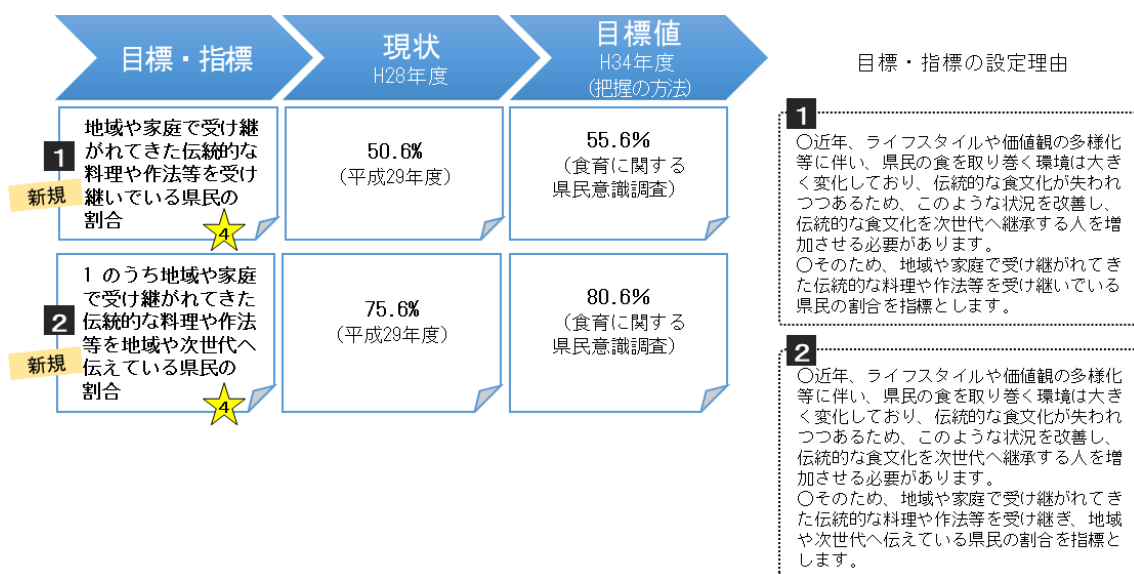 目標・指標
現状
H28年度
目標値
H34年度
(把握の方法)
目標・指標の設定理由
1
新規
地域や家庭で受け継
がれてきた伝統的な
料理や作法等を受け
継いでいる県民の
割合
4
50.6%
(平成29年度)
55.6%
(食育に関する
県民意識調査)
2
新規
1 のうち地域や家庭
で受け継がれてきた
伝統的な料理や作法
等を地域や次世代へ
伝えている県民の
割合
4
75.6%
(平成29年度)
80.6%
(食育に関する
県民意識調査)
1
○近年、ライフスタイルや価値観の多様化
等に伴い、県民の食を取り巻く環境は大き
く変化しており、伝統的な食文化が失われ
つつあるため、このような状況を改善し、
伝統的な食文化を次世代へ継承する人を増
加させる必要があります。
○そのため、地域や家庭で受け継がれてき
た伝統的な料理や作法等を受け継いでいる
県民の割合を指標とします。
2
○近年、ライフスタイルや価値観の多様化
等に伴い、県民の食を取り巻く環境は大き
く変化しており、伝統的な食文化が失われ
つつあるため、このような状況を改善し、
伝統的な食文化を次世代へ継承する人を増
加させる必要があります。
○そのため、地域や家庭で受け継がれてき
た伝統的な料理や作法等を受け継ぎ、地域
や次世代へ伝えている県民の割合を指標と
します。